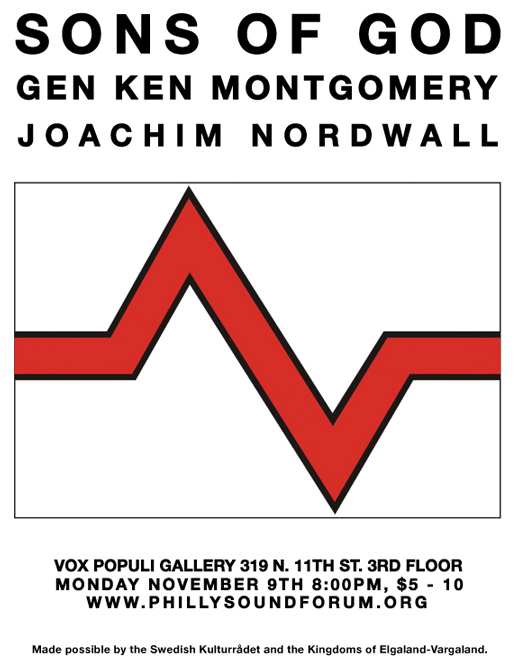 SONS OF GOD
GEN KEN MONTGOMERY
JOACHIM NORDWALL
VOX POPULI GALLERY 319 N. 11TH ST. 3RD FLOOR
MONDAY NOVEMBER 9TH 8:00PM, $5 - 10
WWW.PHILLYSOUNDFORUM.ORG
Made possible by the Swedish Kulturrådet and the Kingdoms of Elgaland-Vargaland.